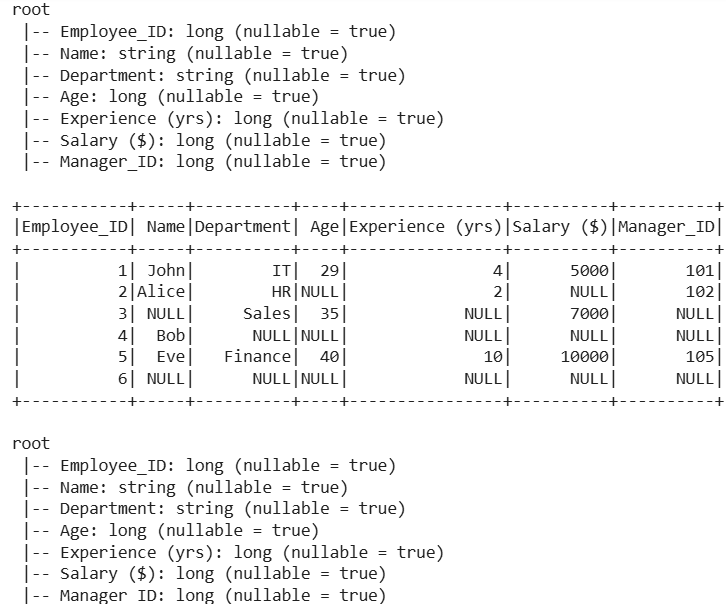 root
 |-- Employee_ID: long (nullable = true)
 |-- Name: string (nullable = true)
 |-- Department: string (nullable = true)
 |-- Age: long (nullable = true)
 |-- Experience (yrs): long (nullable = true)
 |-- Salary ($): long (nullable = true)
 |-- Manager_ID: long (nullable = true)

+-----------+-----+----------+----+----------------+----------+----------+
|Employee_ID| Name|Department| Age|Experience (yrs)|Salary ($)|Manager_ID|
+-----------+-----+----------+----+----------------+----------+----------+
|          1| John|        IT|  29|               4|      5000|       101|
|          2|Alice|        HR|NULL|               2|      NULL|       102|
|          3| NULL|     Sales|  35|            NULL|      7000|      NULL|
|          4|  Bob|      NULL|NULL|            NULL|      NULL|      NULL|
|          5|  Eve|   Finance|  40|              10|     10000|       105|
|          6| NULL|      NULL|NULL|            NULL|      NULL|      NULL|
+-----------+-----+----------+----+----------------+----------+----------+

root
 |-- Employee_ID: long (nullable = true)
 |-- Name: string (nullable = true)
 |-- Department: string (nullable = true)
 |-- Age: long (nullable = true)
 |-- Experience (yrs): long (nullable = true)
 |-- Salary ($): long (nullable = true)
 |-- Manager ID: long (nullable = true)